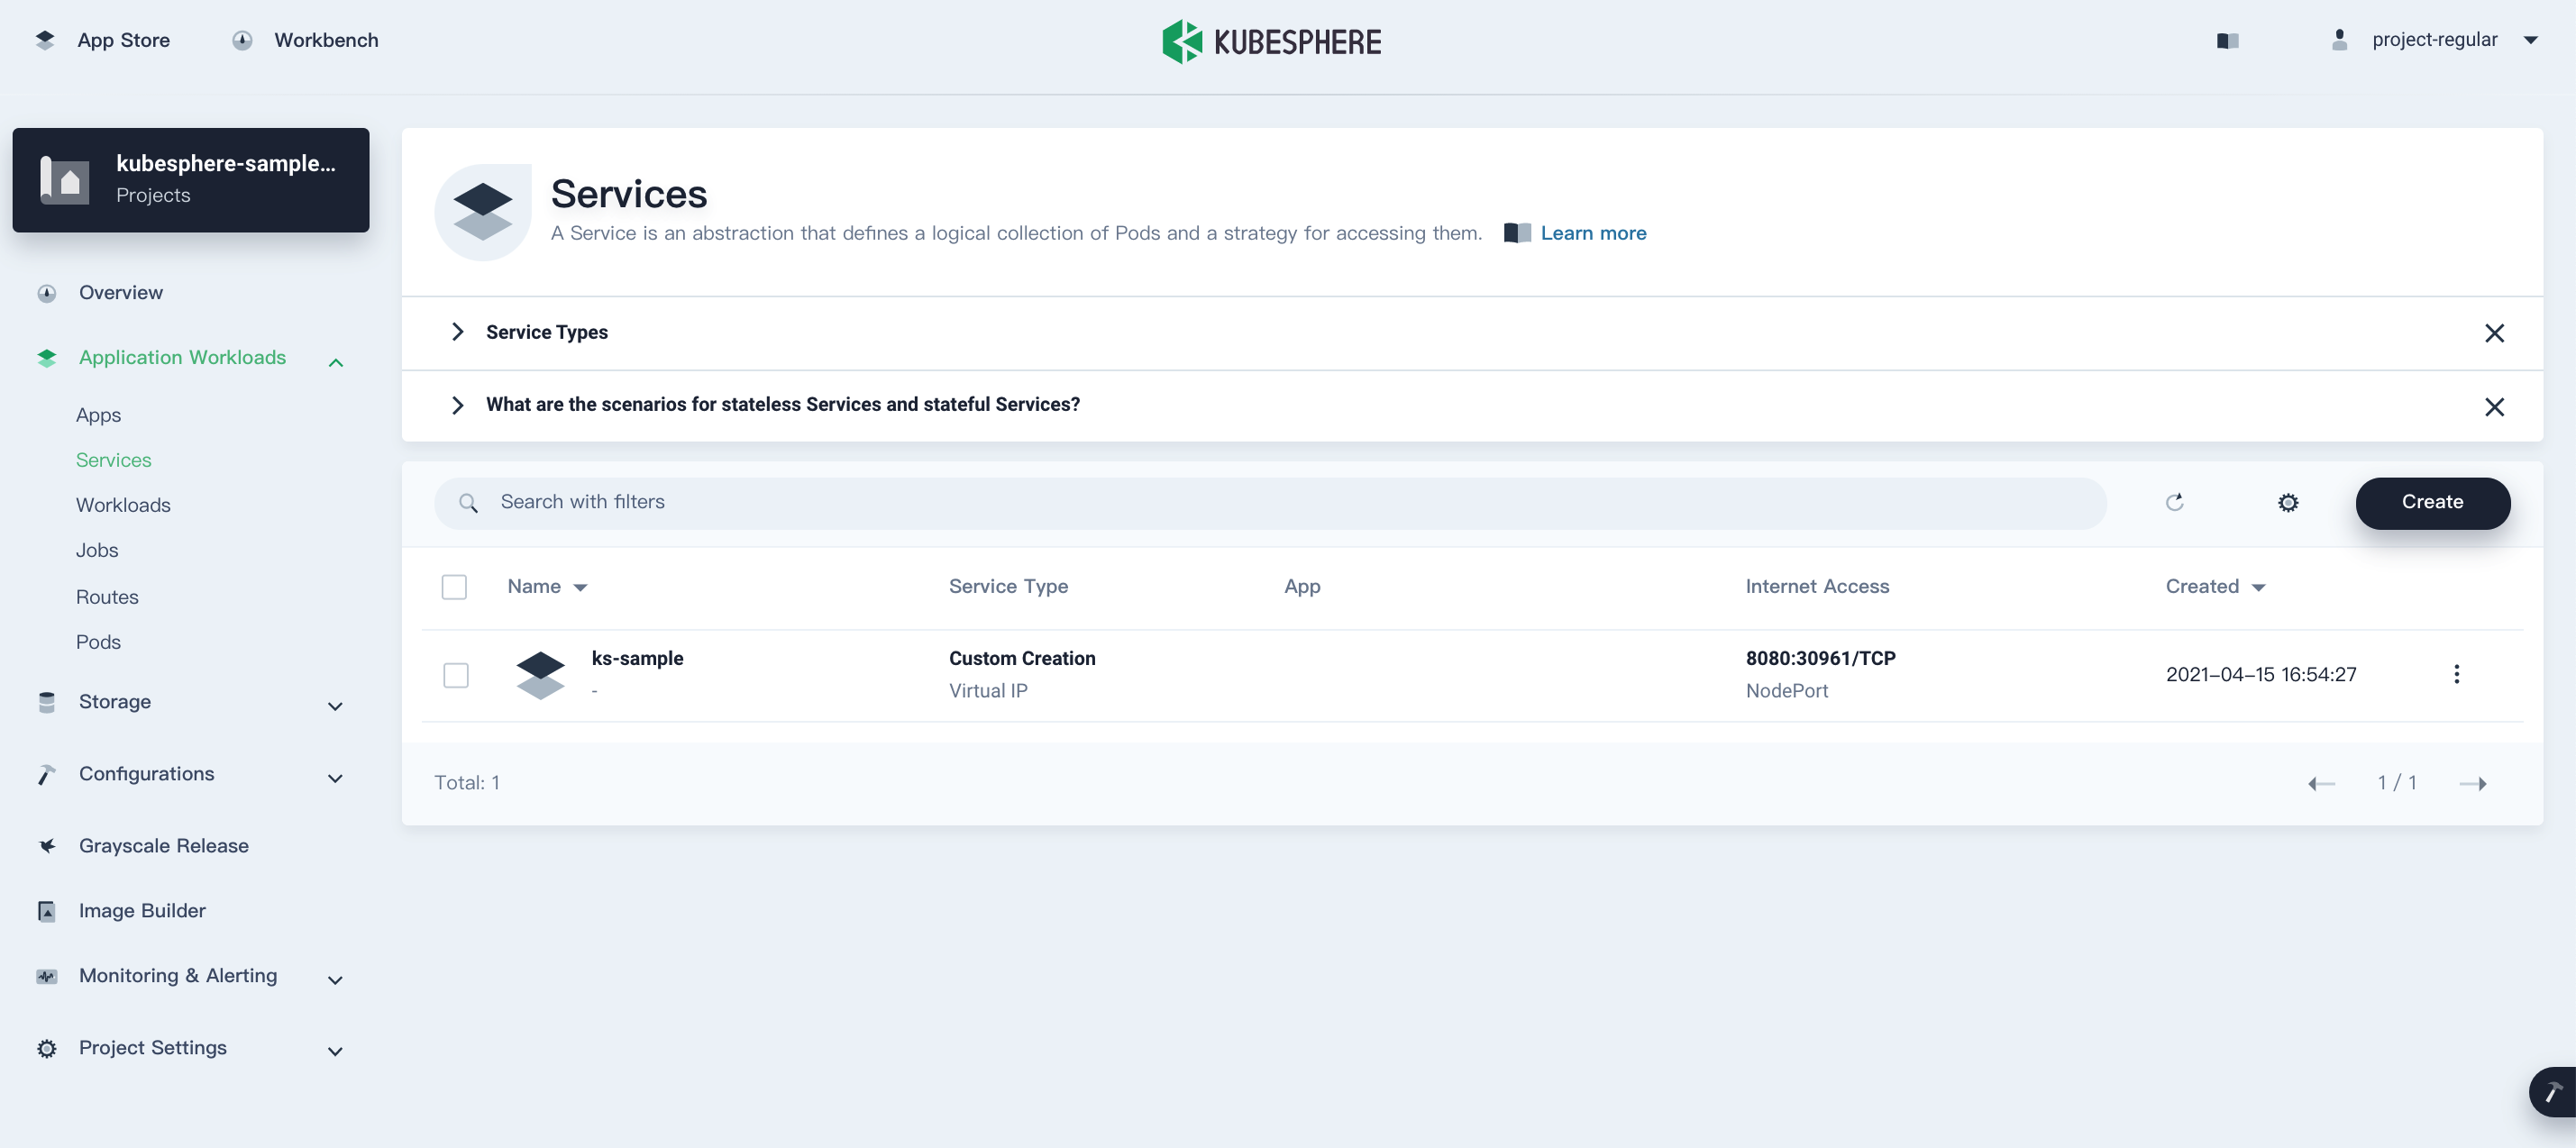 App Store
Workbench
KUBESPHERE
project-regular
kubesphere-sample...
Projects
Overview
Application Workloads
Apps
Services
Workloads
Jobs
Routes
Pods
Storage
Configurations
Grayscale Release
Image Builder
Monitoring & Alerting
Project Settings
Services
A Service is an abstraction that defines a logical collection of Pods and a strategy for accessing them. Learn more
Service Types
What are the scenarios for stateless Services and stateful Services?
Search with filters
Create
Name Service Type App Internet Access Created
ks-sample Custom Creation 8080:30961/TCP 2021-04-15 16:54:27
- Virtual IP NodePort
Total: 1
1 / 1